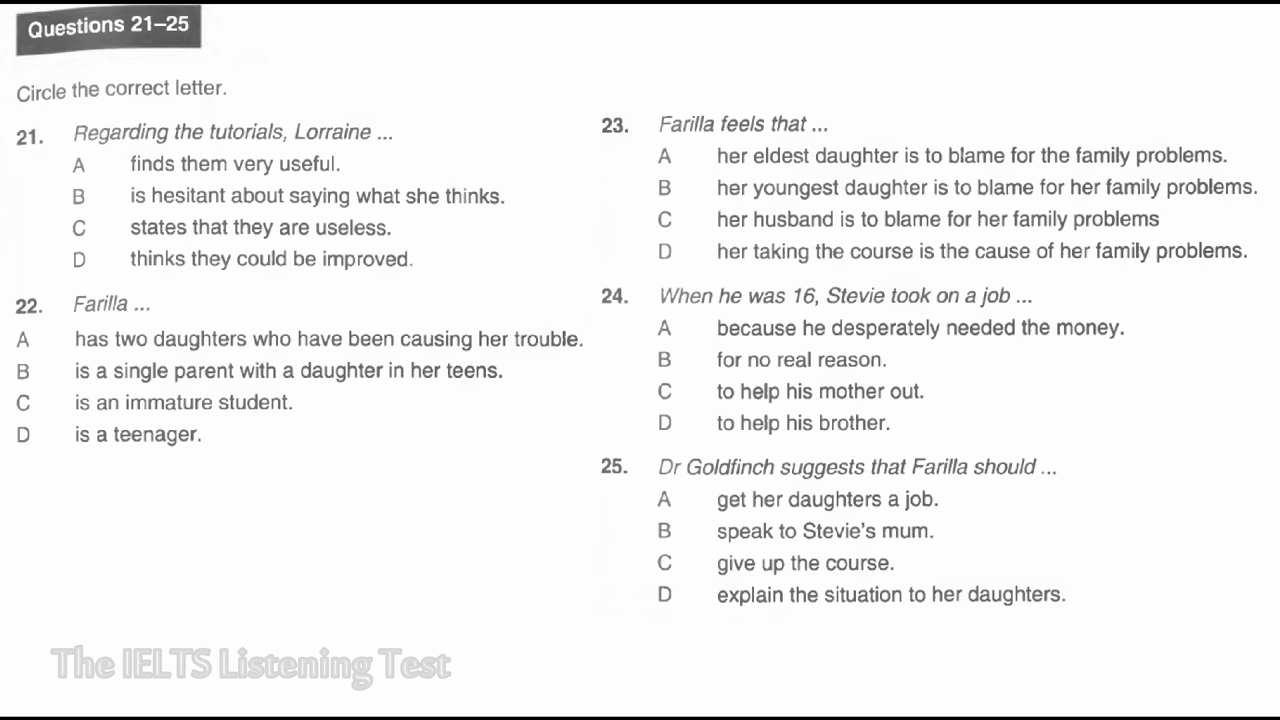 Questions 21–25
Circle the correct letter.
21. Regarding the tutorials, Lorraine ...
A finds them very useful.
B is hesitant about saying what she thinks.
C states that they are useless.
D thinks they could be improved.
22. Farilla ...
A has two daughters who have been causing her trouble.
B is a single parent with a daughter in her teens.
C is an immature student.
D is a teenager.
23. Farilla feels that ...
A her eldest daughter is to blame for the family problems.
B her youngest daughter is to blame for her family problems.
C her husband is to blame for her family problems
D her taking the course is the cause of her family problems.
24. When he was 16, Stevie took on a job ...
A because he desperately needed the money.
B for no real reason.
C to help his mother out.
D to help his brother.
25. Dr Goldfinch suggests that Farilla should ...
A get her daughters a job.
B speak to Stevie's mum.
C give up the course.
D explain the situation to her daughters.
The IELTS Listening Test